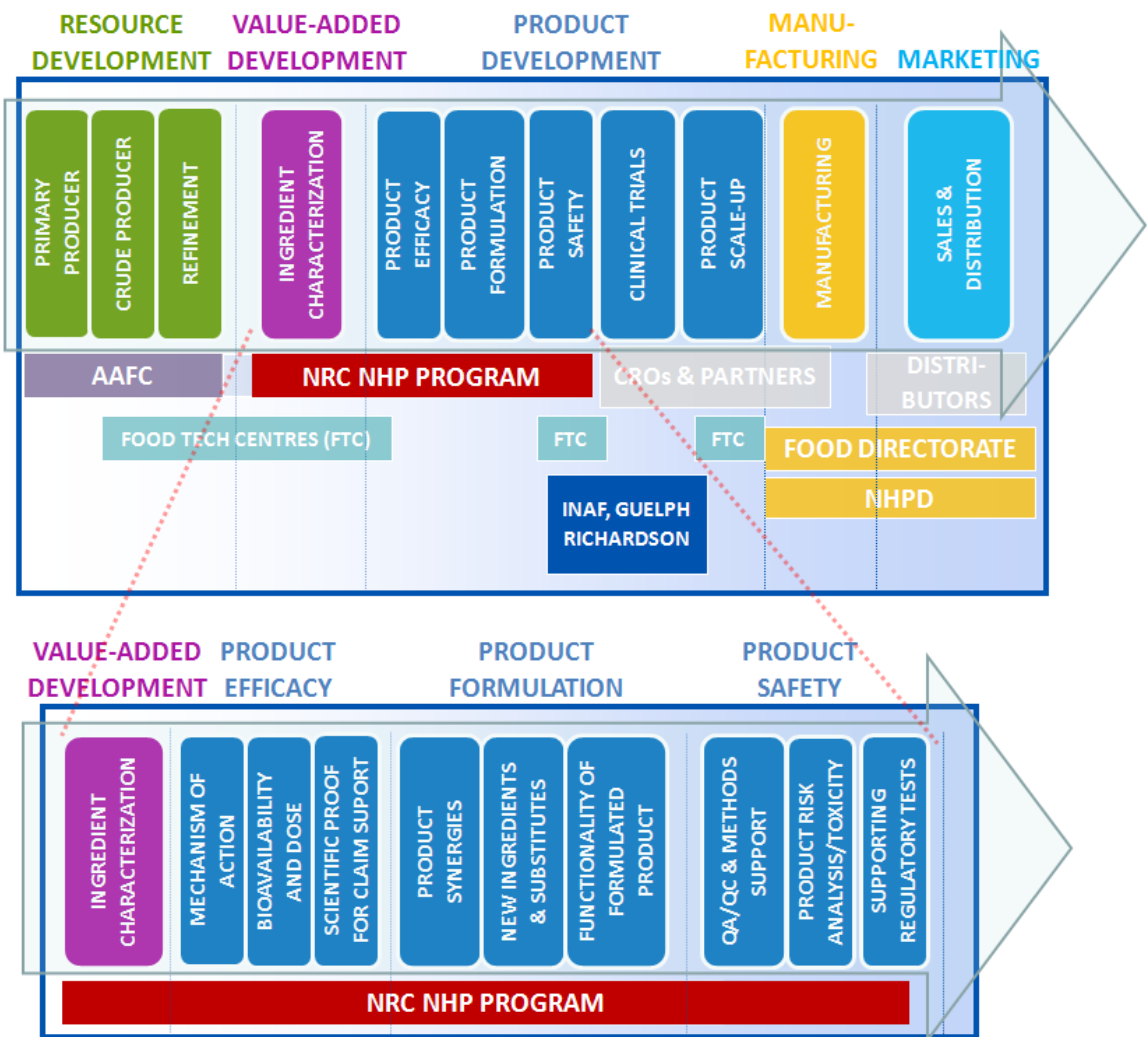 RESOURCE
DEVELOPMENT
VALUE-ADDED
DEVELOPMENT
PRODUCT
DEVELOPMENT
MANU-
FACTURING
MARKETING
PRIMARY
PRODUCER
CRUDE PRODUCER
REFINEMENT
INGREDIENT
CHARACTERIZATION
PRODUCT
EFFICACY
PRODUCT
FORMULATION
PRODUCT
SAFETY
CLINICAL TRIALS
PRODUCT
SCALE-UP
MANUFACTURING
SALES &
DISTRIBUTION
AAFC
NRC NHP PROGRAM
CROs & PARTNERS
DISTRI-
BUTORS
FOOD TECH CENTRES (FTC)
FTC
FTC
FOOD DIRECTORATE
NHPD
INAF, GUELPH
RICHARDSON
VALUE-ADDED
DEVELOPMENT
PRODUCT
EFFICACY
PRODUCT
FORMULATION
PRODUCT
SAFETY
INGREDIENT
CHARACTERIZATION
MECHANISM OF
ACTION
BIOAVAILABILITY
AND DOSE
SCIENTIFIC PROOF
FOR CLAIM SUPORT
PRODUCT
SYNERGIES
NEW INGREDIENTS
& SUBSTITUTES
FUNCTIONALITY OF
FORMULATED
PRODUCT
QA/QC & METHODS
SUPPORT
PRODUCT RISK
ANALYSIS/TOXICITY
SUPPORTING
REGULATORY TESTS
NRC NHP PROGRAM